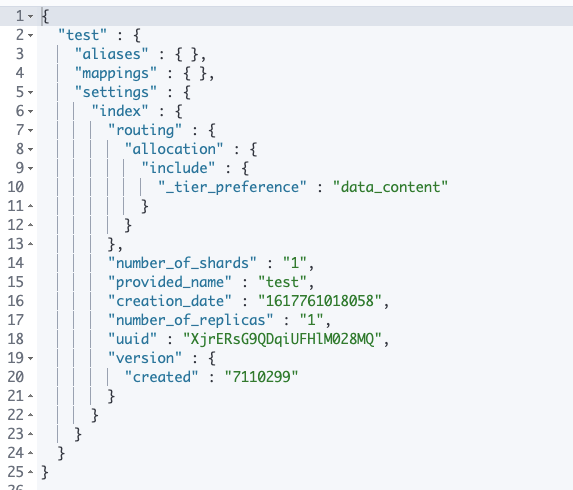 1 {
2   "test" : {
3     "aliases" : { },
4     "mappings" : { },
5     "settings" : {
6       "index" : {
7         "routing" : {
8           "allocation" : {
9             "include" : {
10               "_tier_preference" : "data_content"
11             }
12           }
13         },
14         "number_of_shards" : "1",
15         "provided_name" : "test",
16         "creation_date" : "1617761018058",
17         "number_of_replicas" : "1",
18         "uuid" : "XjrERsG9QDqiUFHlM028MQ",
19         "version" : {
20           "created" : "7110299"
21         }
22       }
23     }
24   }
25 }
26